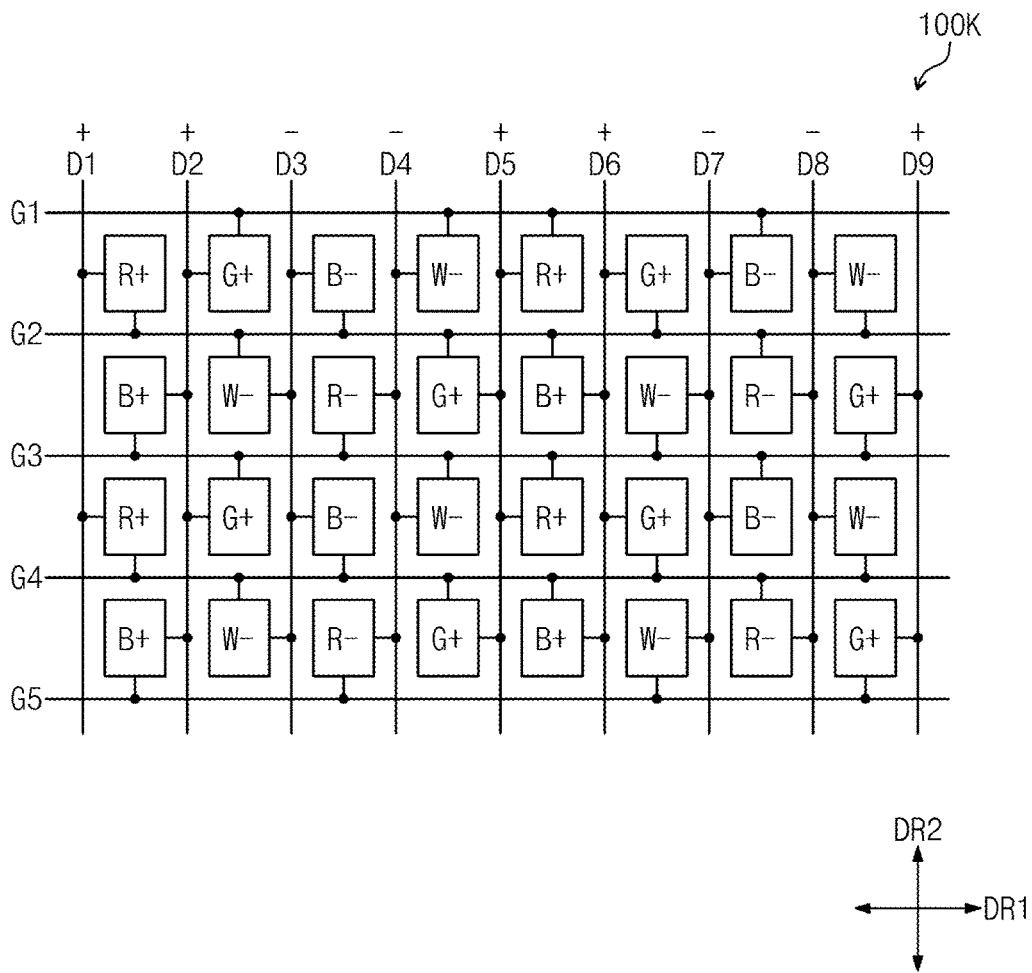 100K
+ + - - + + - - +
D1 D2 D3 D4 D5 D6 D7 D8 D9
G1
R+ G+ B- W- R+ G+ B- W-
G2
B+ W- R- G+ B+ W- R- G+
G3
R+ G+ B- W- R+ G+ B- W-
G4
B+ W- R- G+ B+ W- R- G+
G5
DR2
DR1